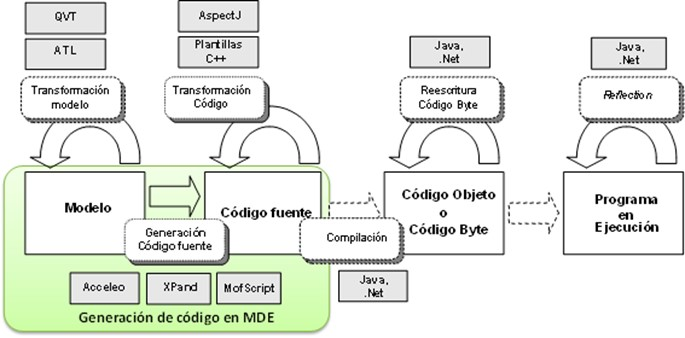 QVT
ATL
Transformación
modelo
AspectJ
Plantillas
C++
Transformación
Código
Java,
.Net
Reescritura
Código Byte
Java,
.Net
Reflection
Modelo
Código fuente
Código Objeto
o
Código Byte
Programa
en
Ejecución
Generación
Código fuente
Compilación
Acceleo
XPand
MofScript
Java,
.Net
Generación de código en MDE